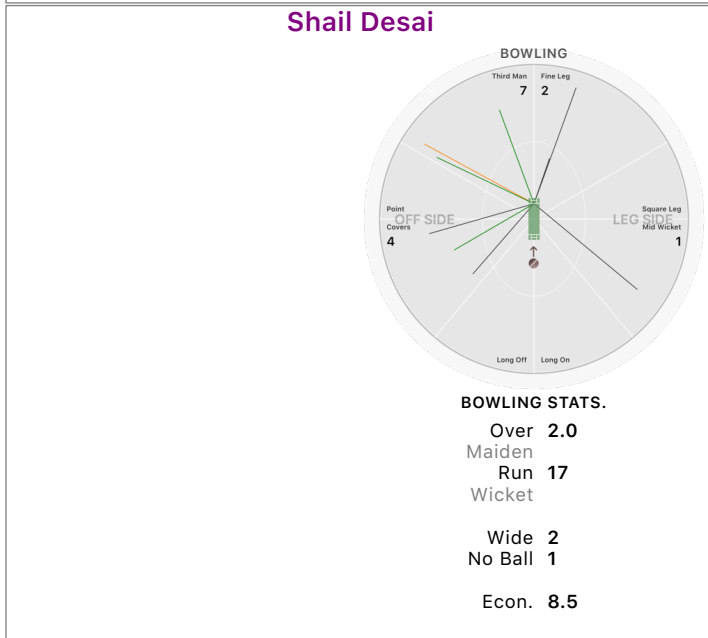 Shail Desai
BOWLING
Third Man Fine Leg
7 2
Point
OFF SIDE
Covers
4
Square Leg
LEG SIDE
Mid Wicket
1
Long Off Long On
BOWLING STATS.
Over 2.0
Maiden
Run 17
Wicket
Wide 2
No Ball 1
Econ. 8.5